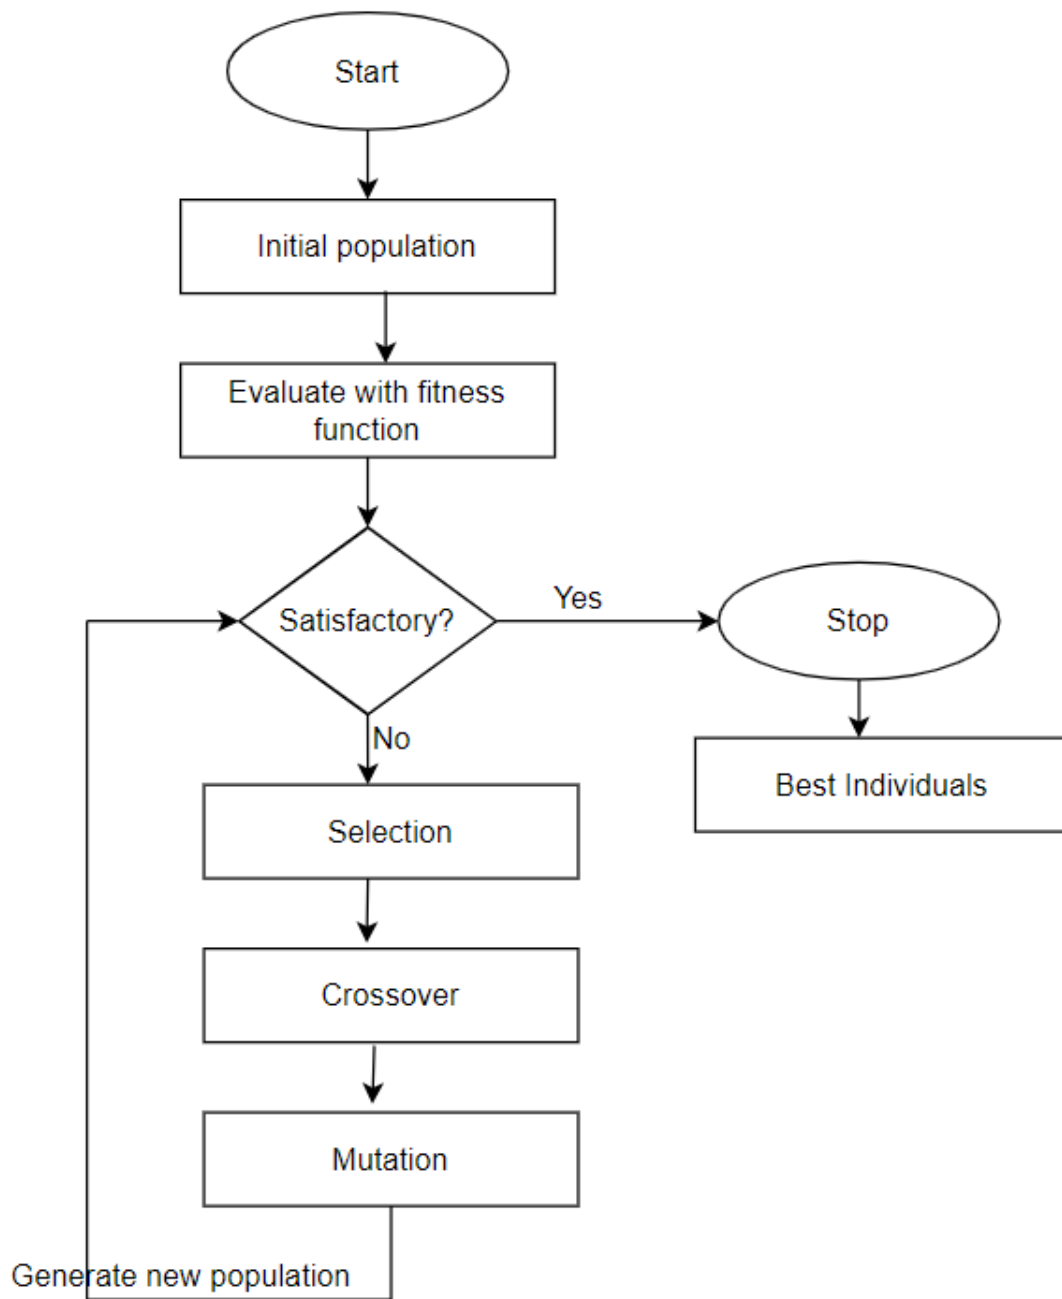 Start
Initial population
Evaluate with fitness
function
Satisfactory?
Yes
Stop
No
Best Individuals
Selection
Crossover
Mutation
Generate new population